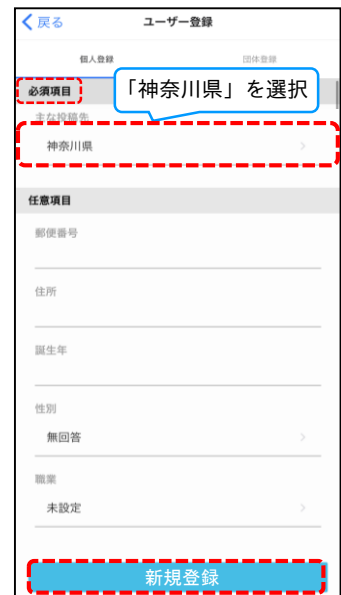 戻る ユーザー登録
個人登録 団体登録
必須項目
「神奈川県」を選択
主な投稿先
神奈川県
任意項目
郵便番号
住所
誕生年
性別
無回答
職業
未設定
新規登録